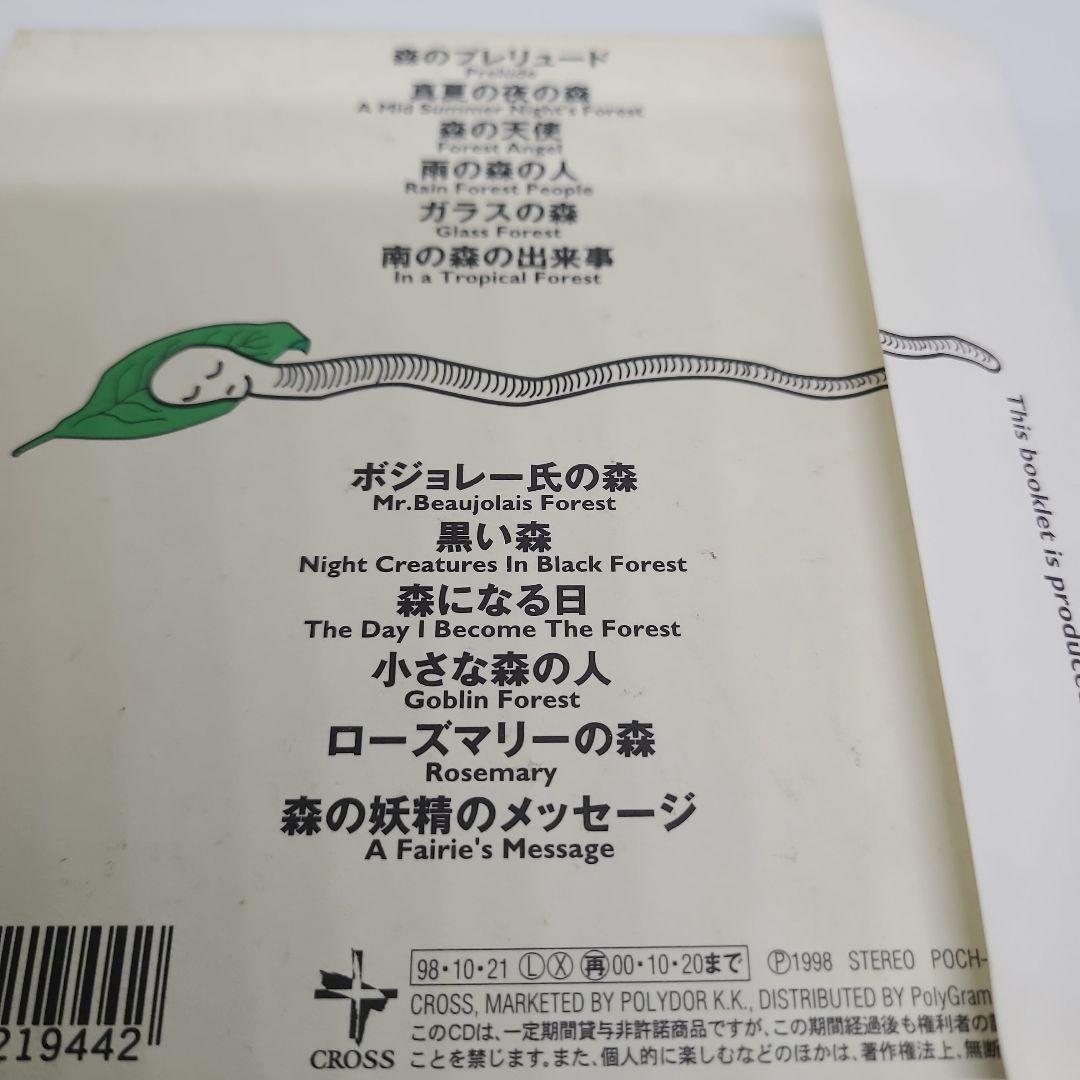 森のプレリュード
Prelude
真夏の夜の森
A Mid Summer Night's Forest
森の天使
Forest Angel
雨の森の人
Rain Forest People
ガラスの森
Glass Forest
南の森の出来事
In a Tropical Forest
ボジョレー氏の森
Mr.Beaujolais Forest
黒い森
Night Creatures In Black Forest
森になる日
The Day I Become The Forest
小さな森の人
Goblin Forest
ローズマリーの森
Rosemary
森の妖精のメッセージ
A Fairie's Message
This booklet is produce
219442
CROSS
98・10・21 Ⓛ Ⓧ ㊞再00・10・20まで Ⓟ1998 STEREO POCH-
CROSS, MARKETED BY POLYDOR K.K., DISTRIBUTED BY PolyGram
このCDは、一定期間貸与非許諾商品ですが、この期間経過後も権利者の
ことを禁じます。また、個人的に楽しむなどのほかは、著作権法上、無断